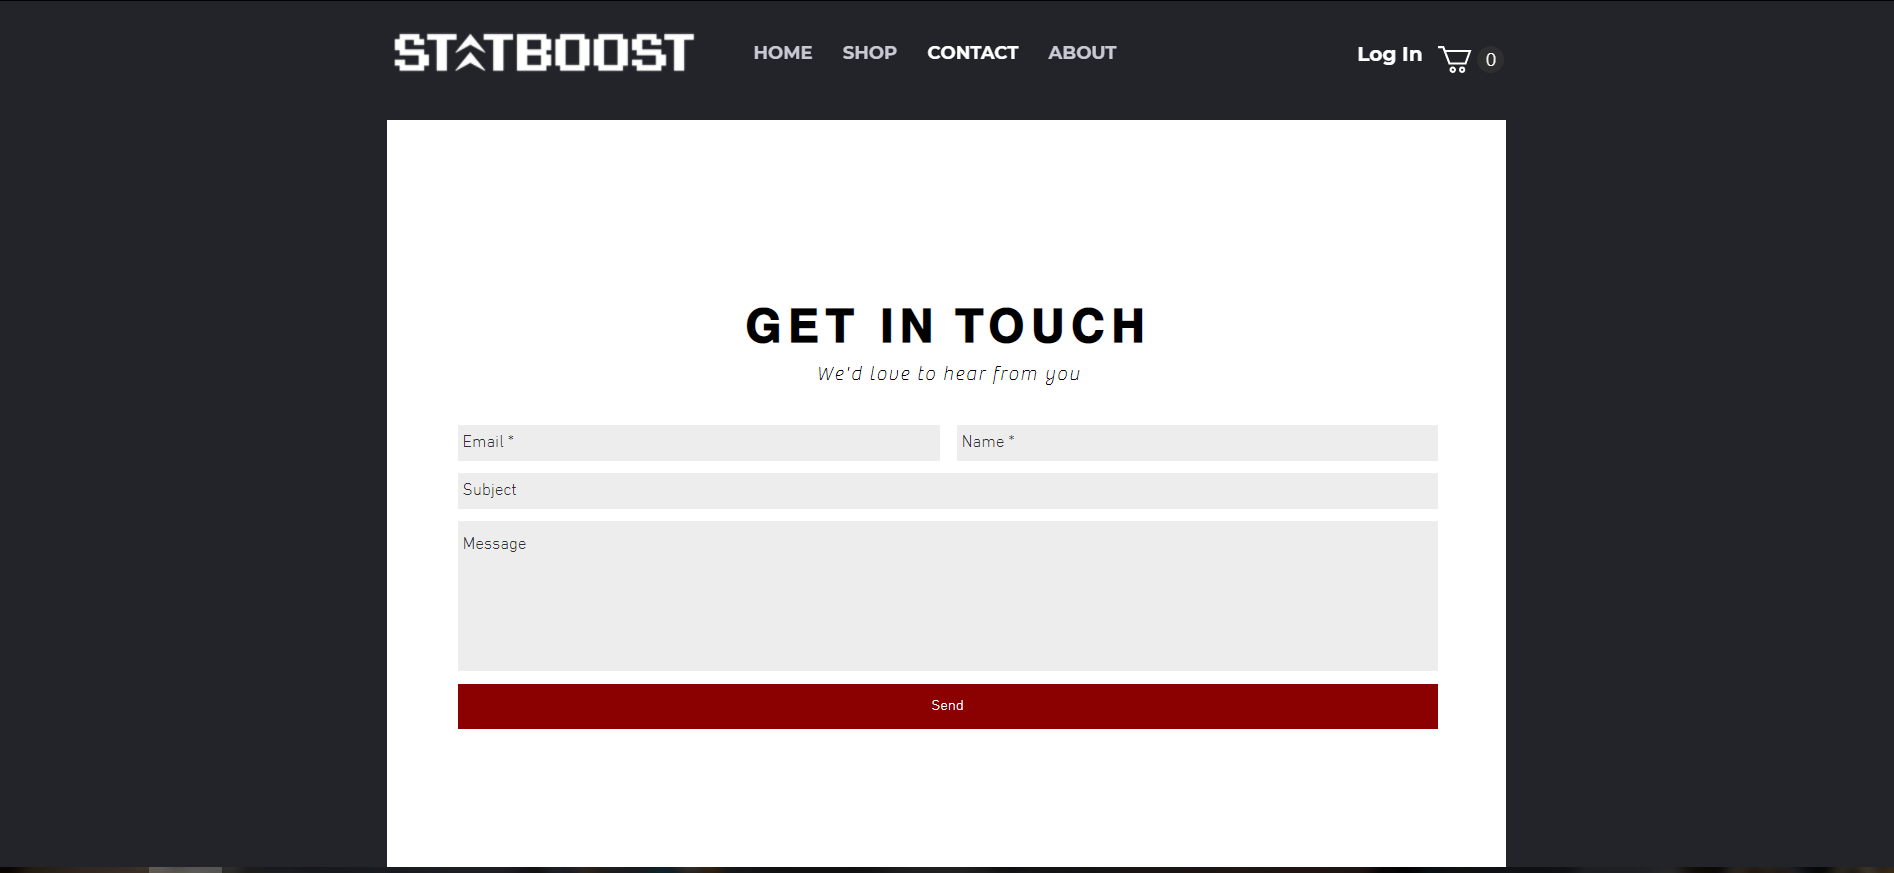 STATBOOST HOME SHOP CONTACT ABOUT Log In 0
GET IN TOUCH
We'd love to hear from you
Email * Name *
Subject
Message
Send